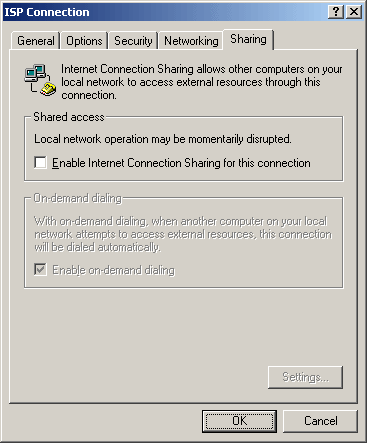 ISP Connection
General
Options
Security
Networking
Sharing
Internet Connection Sharing allows other computers on your
local network to access external resources through this
connection.
Shared access
Local network operation may be momentarily disrupted.
Enable Internet Connection Sharing for this connection
On-demand dialing
With on-demand dialing, when another computer on your local
network attempts to access external resources, this connection
will be dialed automatically.
Enable on-demand dialing
Settings...
OK
Cancel